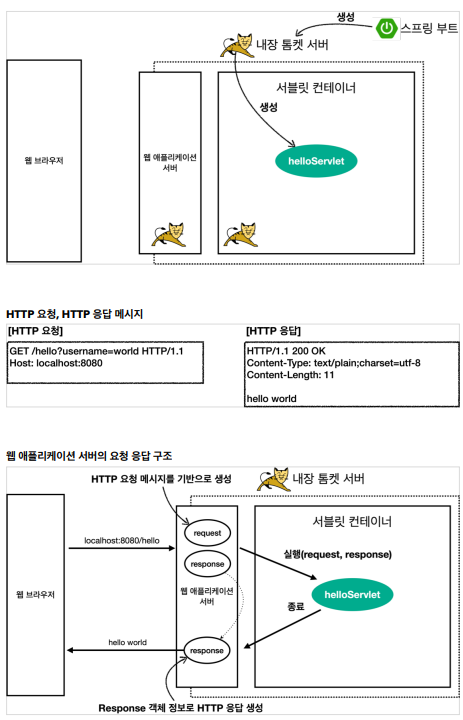 생성
스프링 부트
내장 톰켓 서버
서블릿 컨테이너
생성
웹 브라우저
웹 애플리케이션
서버
helloServlet
HTTP 요청, HTTP 응답 메시지
[HTTP 요청]
GET /hello?username=world HTTP/1.1
Host: localhost:8080
[HTTP 응답]
HTTP/1.1 200 OK
Content-Type: text/plain;charset=utf-8
Content-Length: 11
hello world
웹 애플리케이션 서버의 요청 응답 구조
HTTP 요청 메시지를 기반으로 생성
내장 톰켓 서버
서블릿 컨테이너
request
localhost:8080/hello
실행(request, response)
response
웹 브라우저
웹 애플리케이션
서버
helloServlet
종료
hello world
response
Response 객체 정보로 HTTP 응답 생성